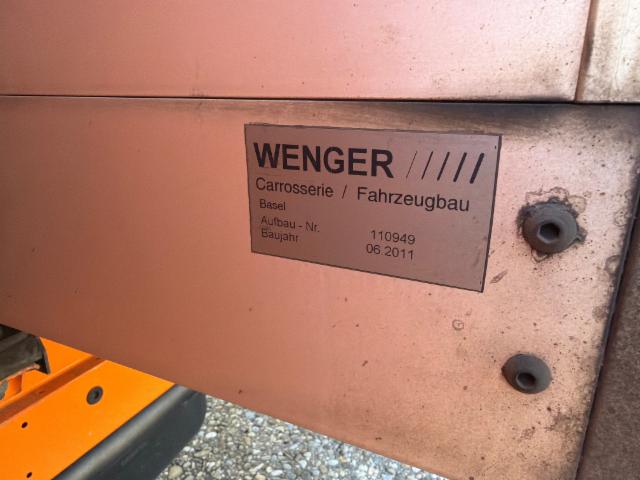 WENGER /////
Carrosserie / Fahrzeugbau
Basel
Aufbau - Nr. 110949
Baujahr 06.2011